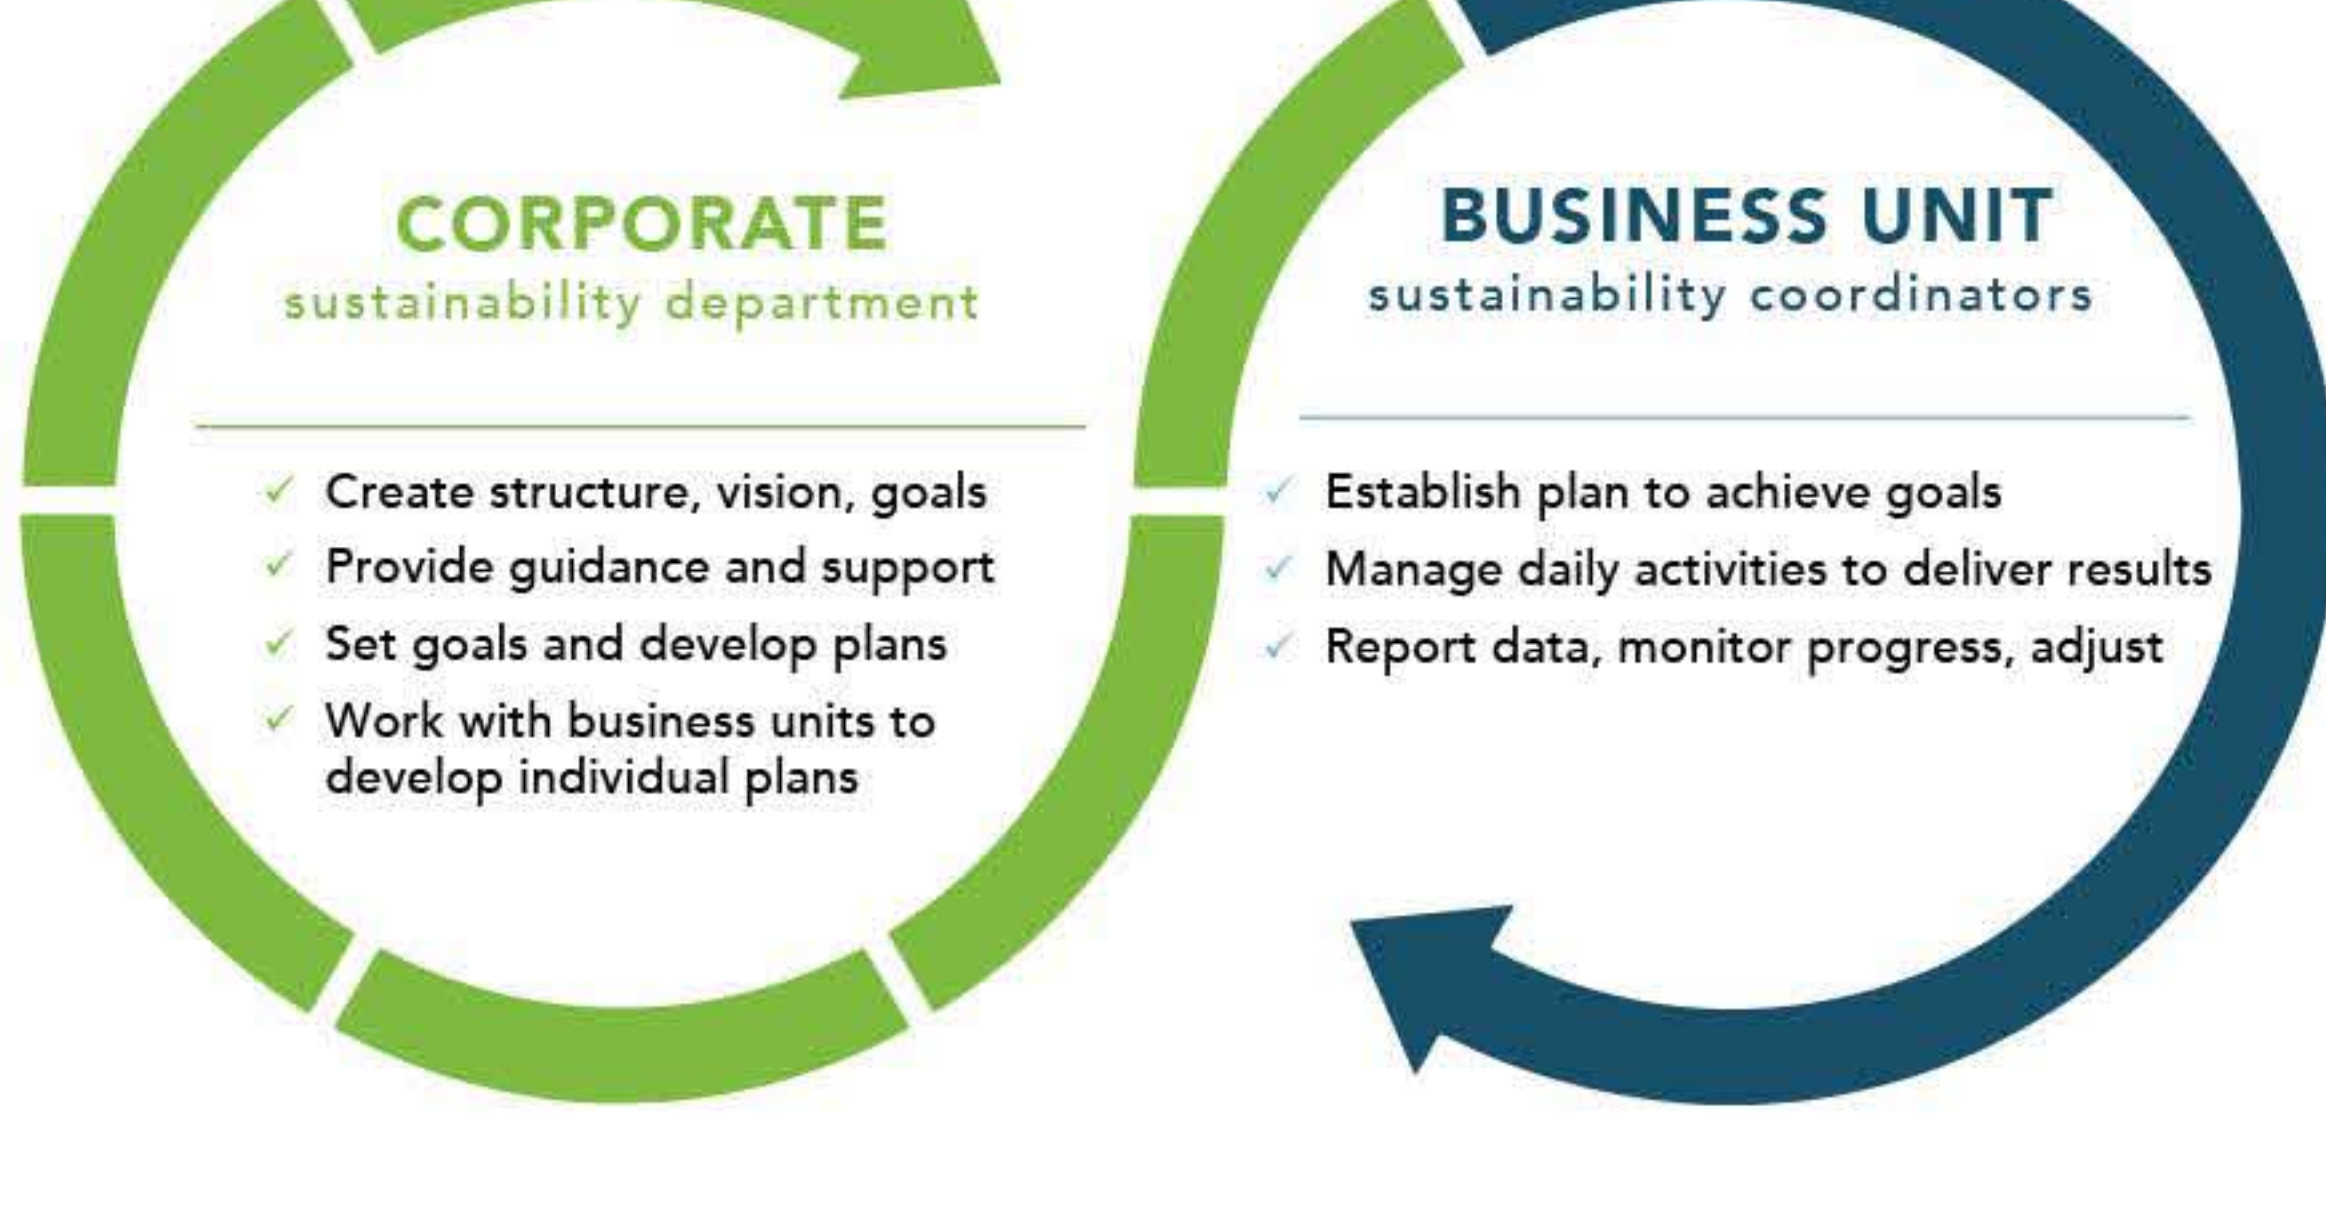 CORPORATE
sustainability department
Create structure, vision, goals
Provide guidance and support
Set goals and develop plans
Work with business units to
develop individual plans
BUSINESS UNIT
sustainability coordinators
Establish plan to achieve goals
Manage daily activities to deliver results
Report data, monitor progress, adjust